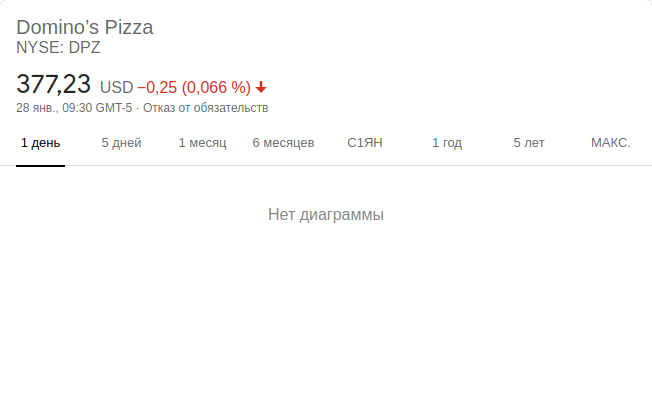 Domino’s Pizza
NYSE: DPZ
377,23 USD −0,25 (0,066 %)
28 янв., 09:30 GMT-5 · Отказ от обязательств
1 день 5 дней 1 месяц 6 месяцев С1ЯН 1 год 5 лет МАКС.
Нет диаграммы